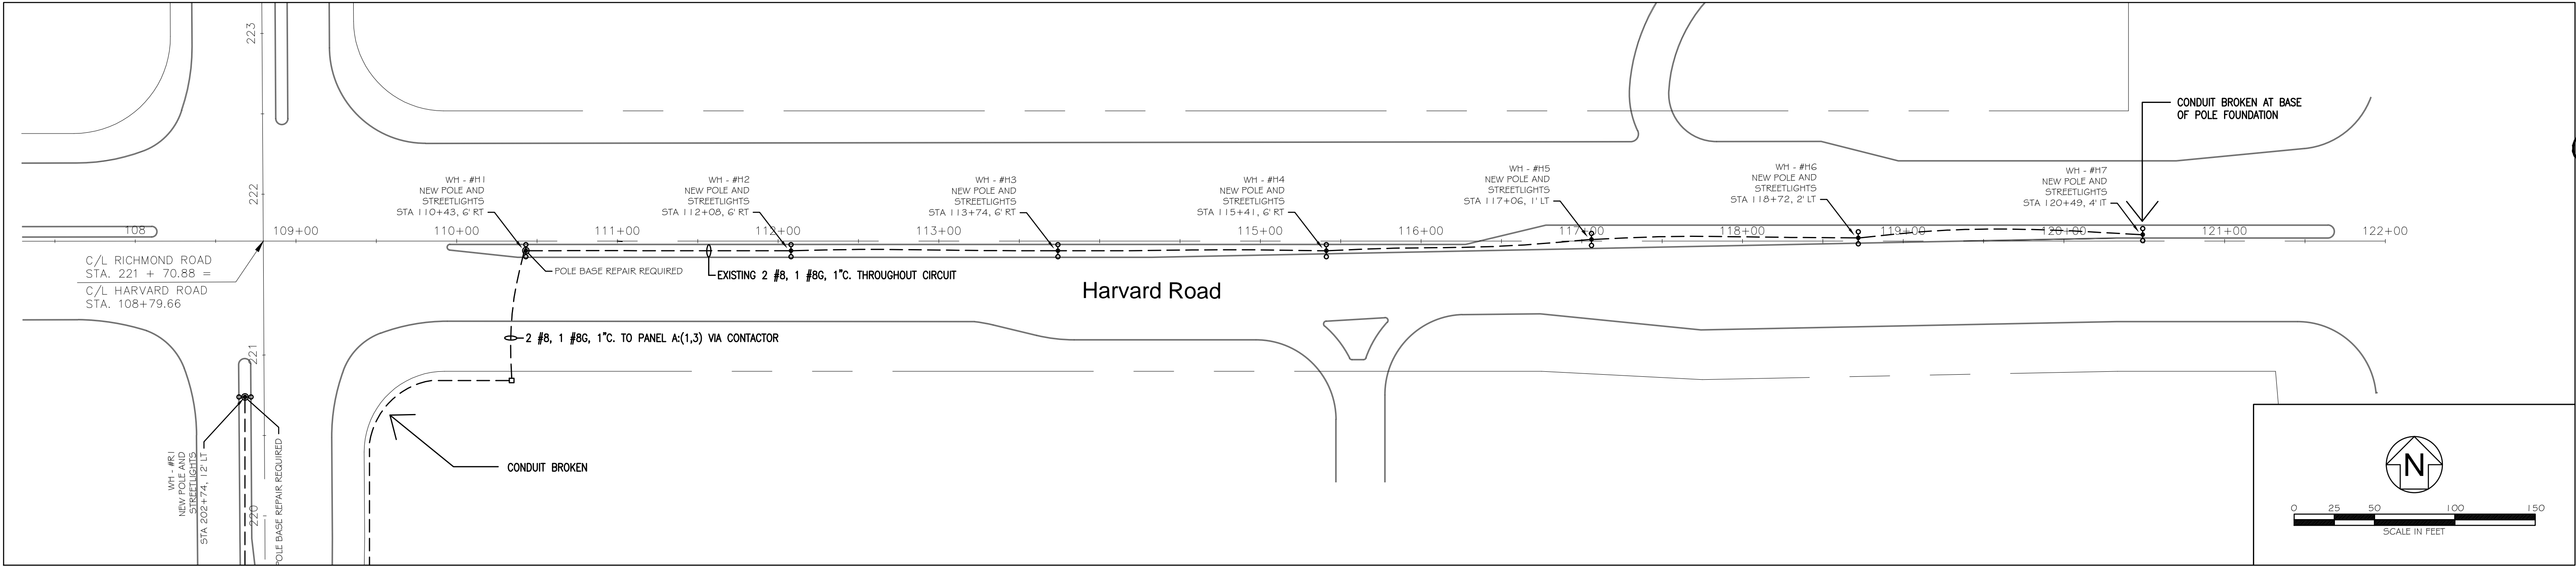 223
CONDUIT BROKEN AT BASE
OF POLE FOUNDATION
WH - #H1
NEW POLE AND
STREETLIGHTS
STA 110+43, 6' RT
WH - #H2
NEW POLE AND
STREETLIGHTS
STA 112+08, 6' RT
WH - #H3
NEW POLE AND
STREETLIGHTS
STA 113+74, 6' RT
WH - #H4
NEW POLE AND
STREETLIGHTS
STA 115+41, 6' RT
WH - #H5
NEW POLE AND
STREETLIGHTS
STA 117+06, 1' LT
WH - #H6
NEW POLE AND
STREETLIGHTS
STA 118+72, 2' LT
WH - #H7
NEW POLE AND
STREETLIGHTS
STA 120+49, 4' lT
222
108
109+00
110+00
111+00
112+00
113+00
115+00
116+00
117+00
118+00
119+00
120+00
121+00
122+00
C/L RICHMOND ROAD
STA. 221 + 70.88 =
C/L HARVARD ROAD
STA. 108+79.66
POLE BASE REPAIR REQUIRED
EXISTING 2 #8, 1 #8G, 1"C. THROUGHOUT CIRCUIT
Harvard Road
2 #8, 1 #8G, 1"C. TO PANEL A:(1,3) VIA CONTACTOR
221
CONDUIT BROKEN
WH - #R1
NEW POLE AND
STREETLIGHTS
STA 202+74, 12' LT
220
POLE BASE REPAIR REQUIRED
N
0 25 50 100 150
SCALE IN FEET